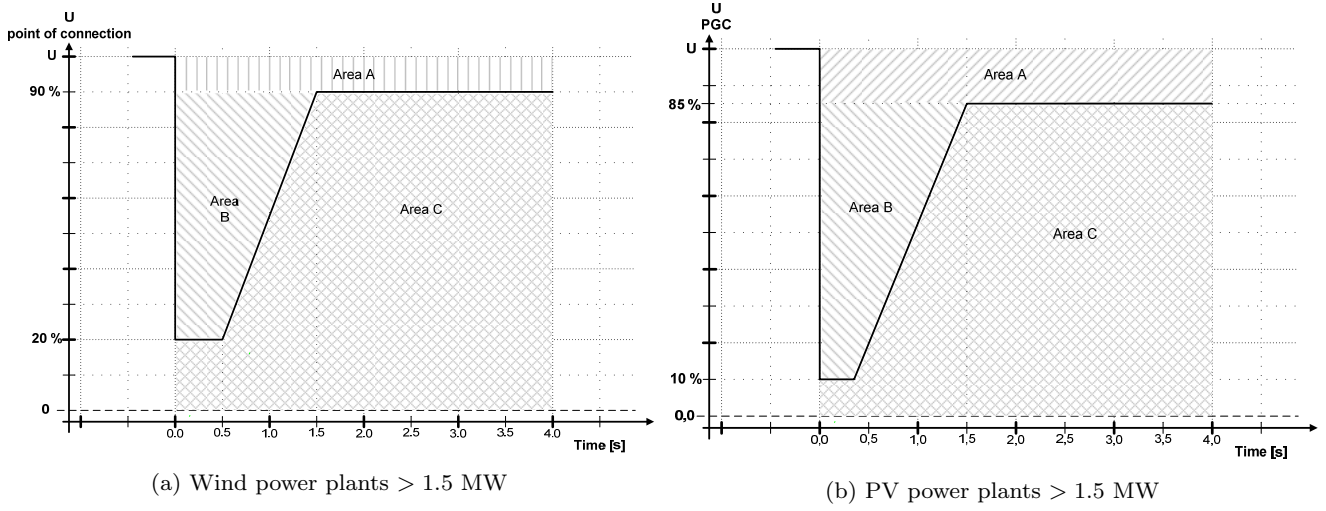 U
point of connection
U
90 %
20 %
0
Area A
Area
B
Area C
0.0 0.5 1.0 1.5 2.0 2.5 3.0 3.5 4.0
Time [s]
(a) Wind power plants > 1.5 MW
U
PGC
U
85 %
10 %
0,0
Area A
Area B
Area C
0,0 0,5 1,0 1,5 2,0 2,5 3,0 3,5 4,0
Time [s]
(b) PV power plants > 1.5 MW